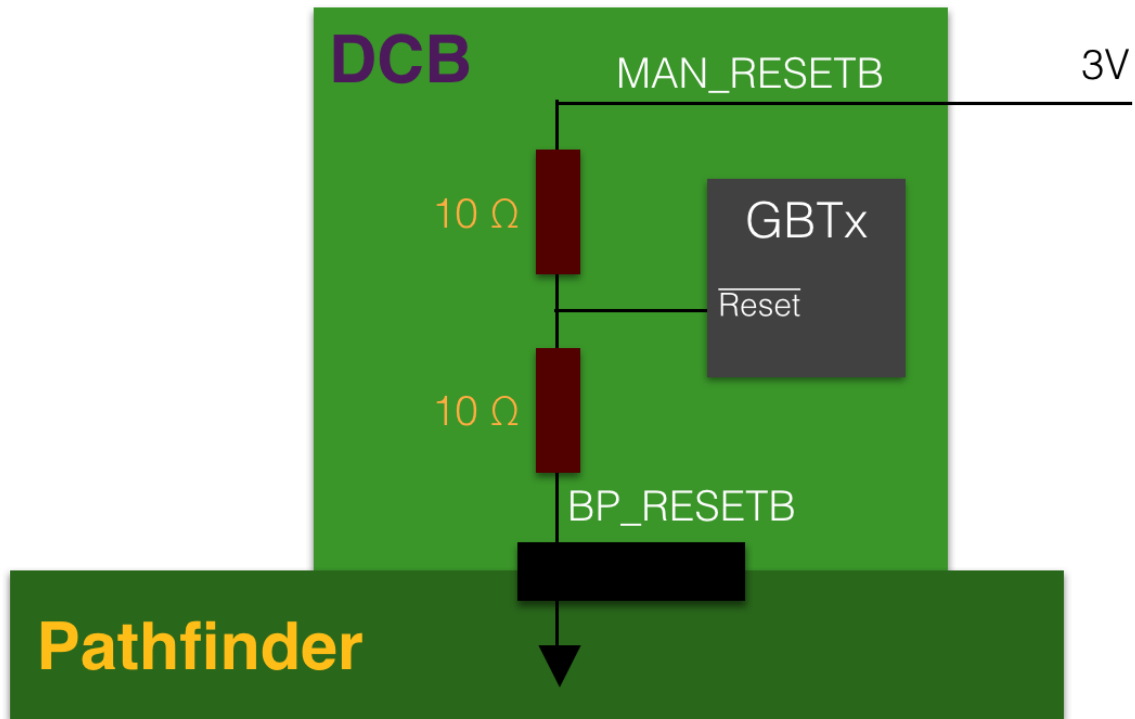 DCB
MAN_RESETB
3V
10 Ω
GBTx
Reset
10 Ω
BP_RESETB
Pathfinder